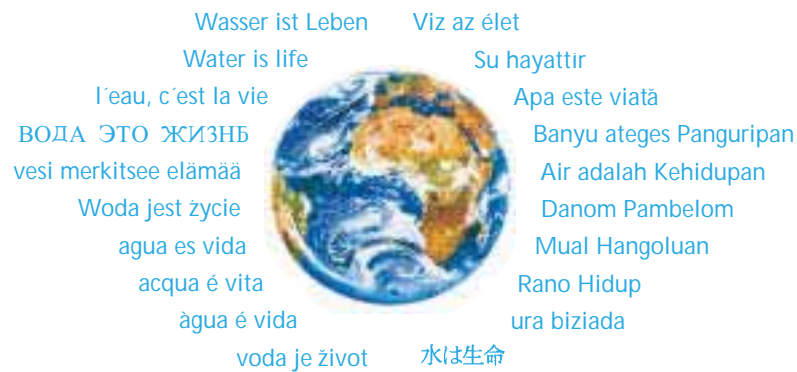 Wasser ist Leben
Water is life
l´eau, c´est la vie
ВОДА ЭТО ЖИЗНЬ
vesi merkitsee elämää
Woda jest życie
agua es vida
acqua é vita
àgua é vida
voda je život
Viz az élet
Su hayattır
Apa este viată
Banyu ateges Panguripan
Air adalah Kehidupan
Danom Pambelom
Mual Hangoluan
Rano Hidup
ura biziada
水は生命